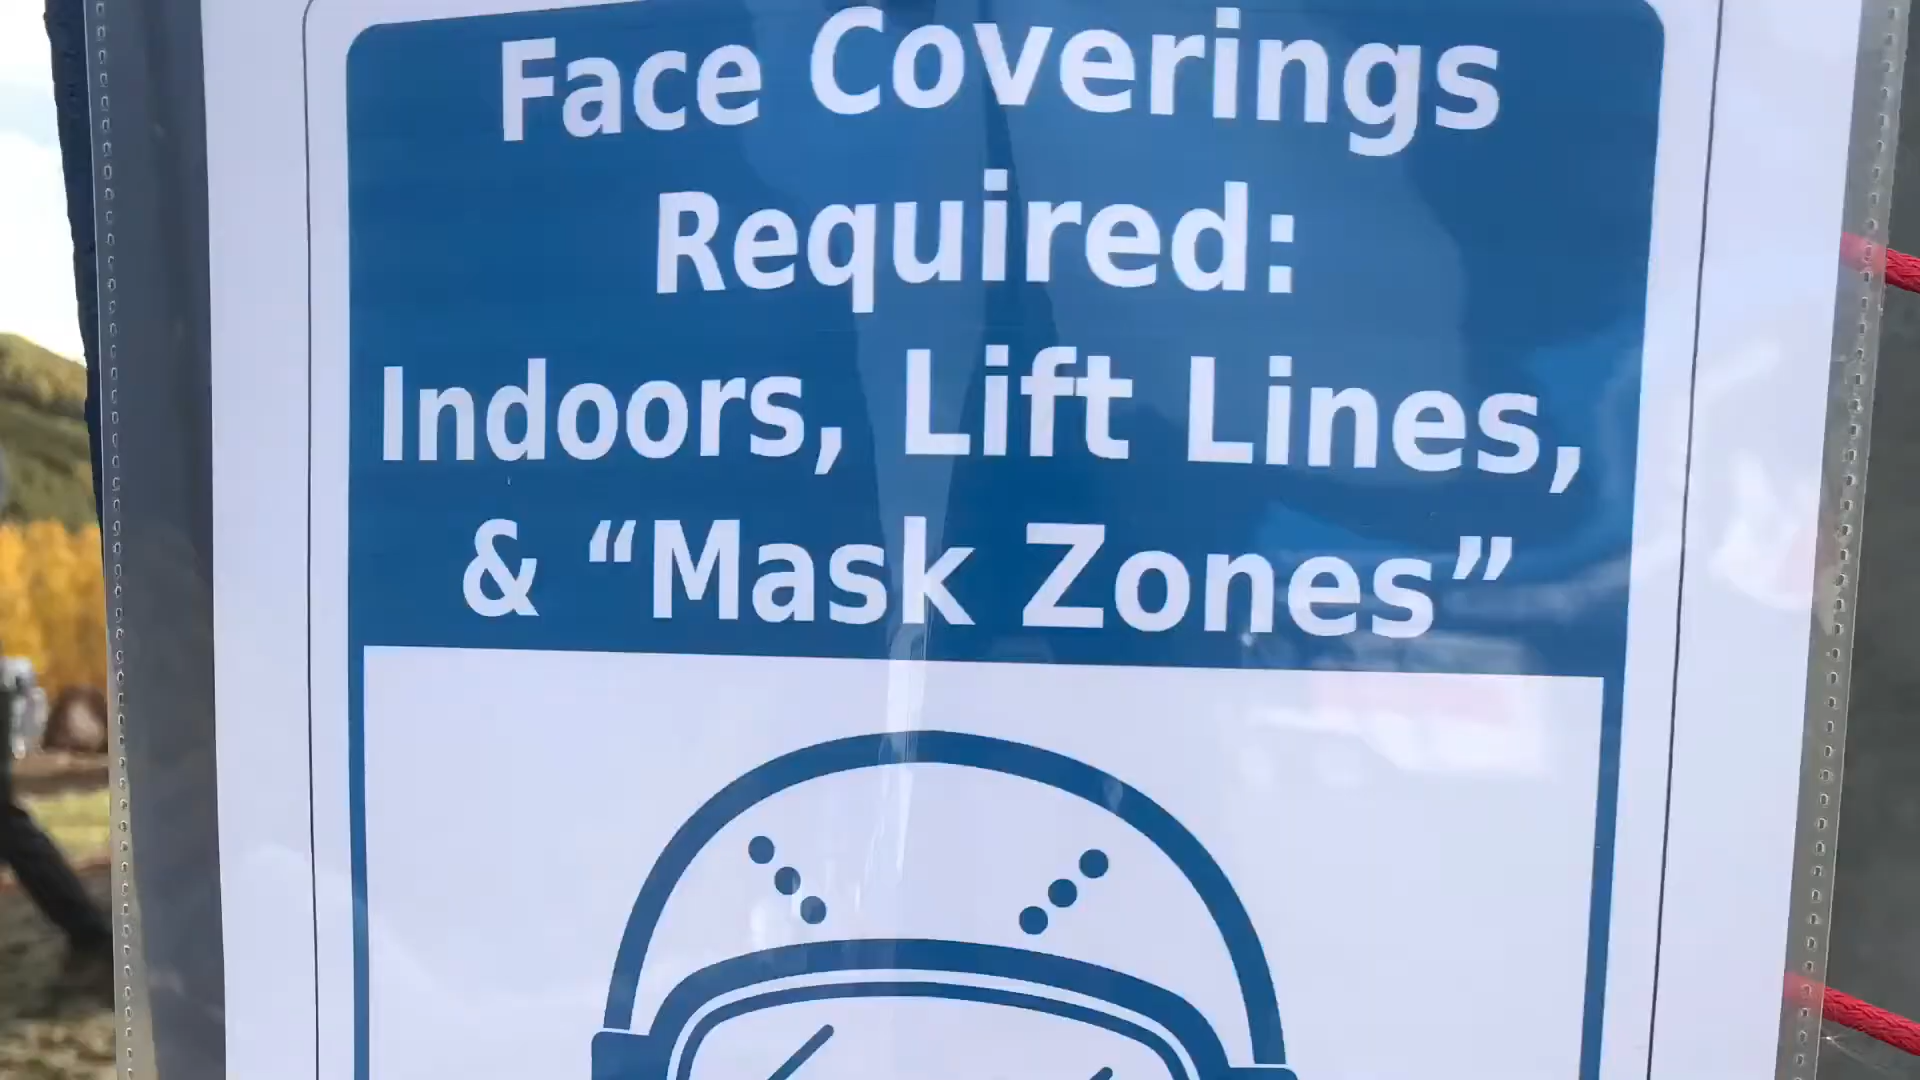 Face Coverings
Required:
Indoors, Lift Lines,
& “Mask Zones”